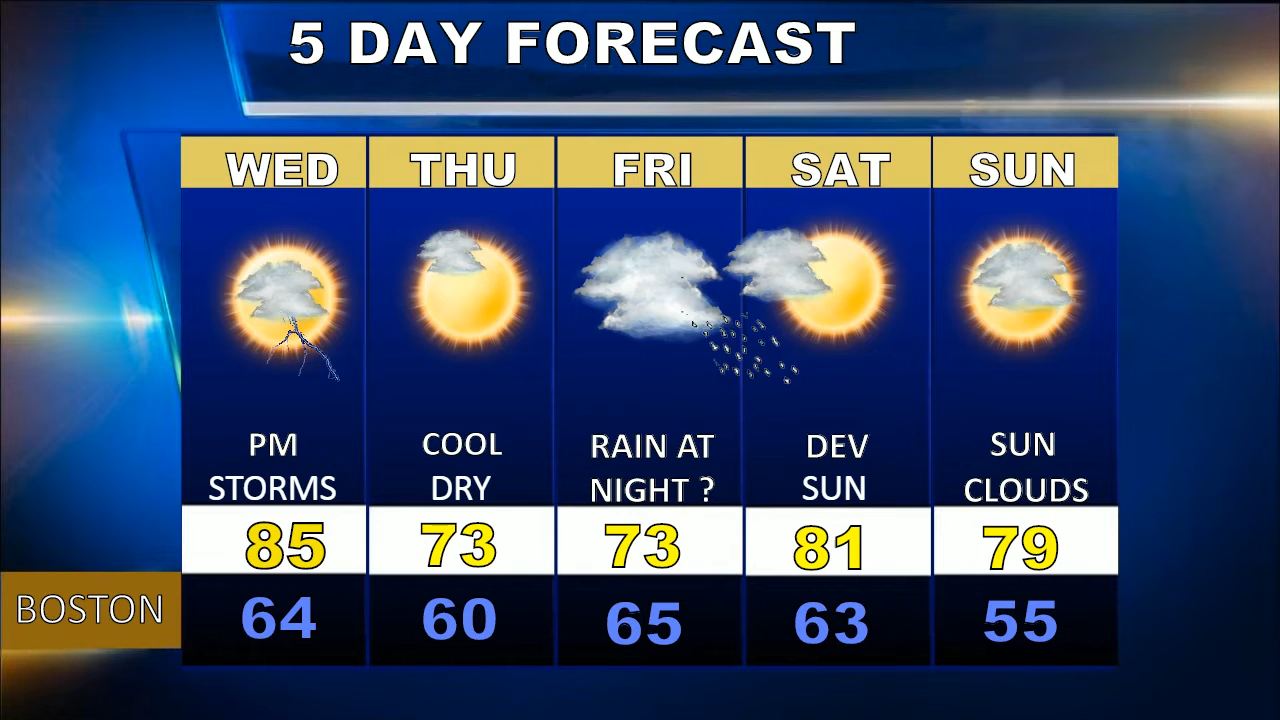 5 DAY FORECAST
WED THU FRI SAT SUN
PM COOL RAIN AT DEV SUN
STORMS DRY NIGHT ? SUN CLOUDS
85 73 73 81 79
BOSTON 64 60 65 63 55